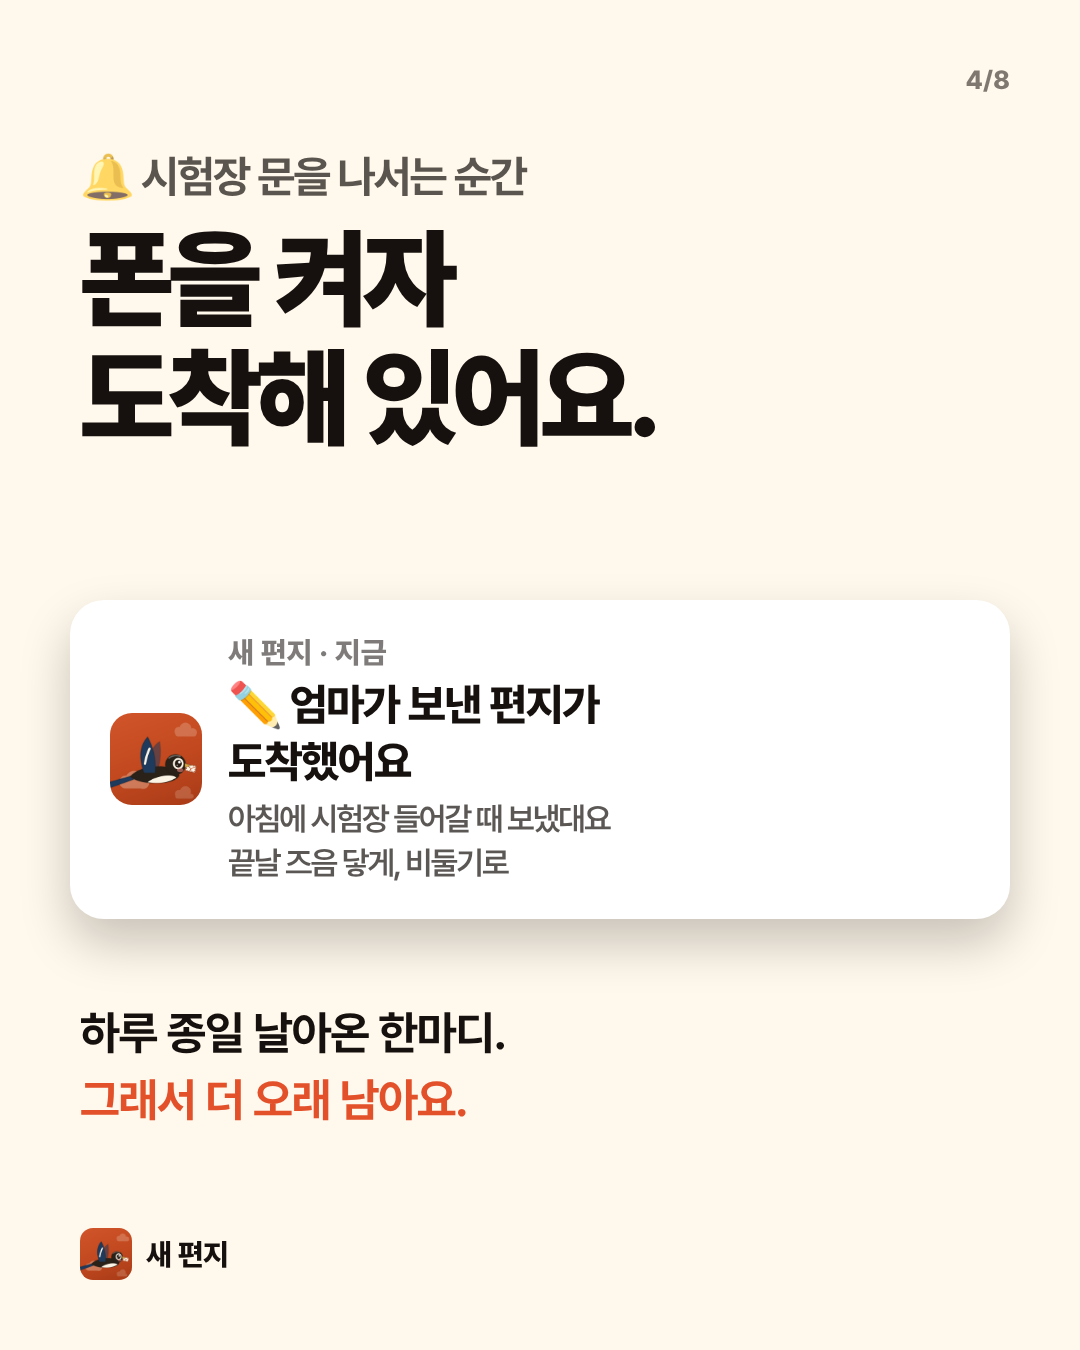 4/8
🔔 시험장 문을 나서는 순간
폰을 켜자
도착해 있어요.
새 편지 · 지금
✏️ 엄마가 보낸 편지가
도착했어요
아침에 시험장 들어갈 때 보냈대요
끝날 즈음 닿게, 비둘기로
하루 종일 날아온 한마디.
그래서 더 오래 남아요.
새 편지